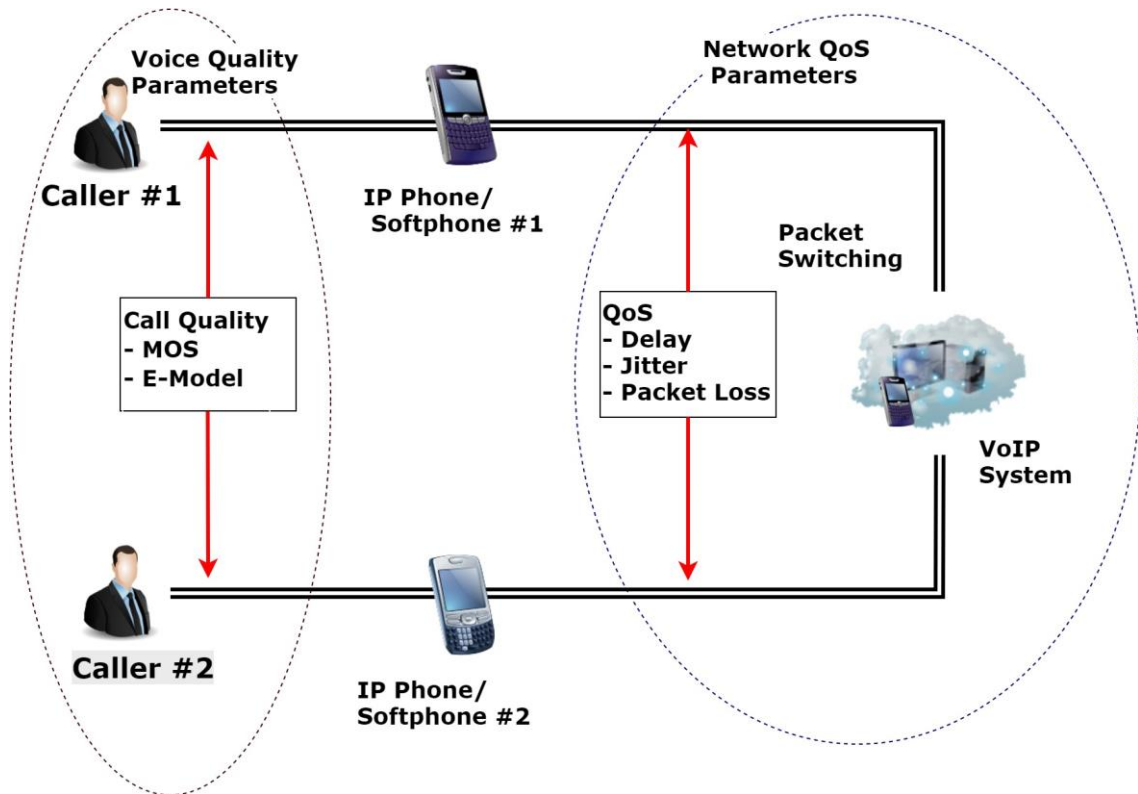 Voice Quality
Parameters
Network QoS
Parameters
Caller #1
IP Phone/
Softphone #1
Packet
Switching
Call Quality
- MOS
- E-Model
QoS
- Delay
- Jitter
- Packet Loss
VoIP
System
Caller #2
IP Phone/
Softphone #2